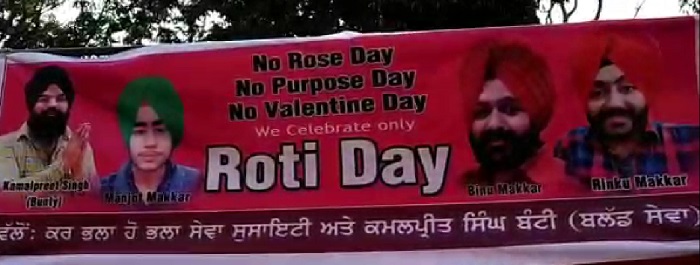 No Rose Day
No Purpose Day
No Valentine Day
We Celebrate only
Roti Day
Kamalpreet Singh
(Bunty)
Manjot Makkar
Binu Makkar
Rinku Makkar
ਵੱਲੋਂ: ਕਰ ਭਲਾ ਹੋ ਭਲਾ ਸੇਵਾ ਸੁਸਾਇਟੀ ਅਤੇ ਕਮਲਪ੍ਰੀਤ ਸਿੰਘ ਬੰਟੀ (ਬਲੱਡ ਸੇਵਾ)